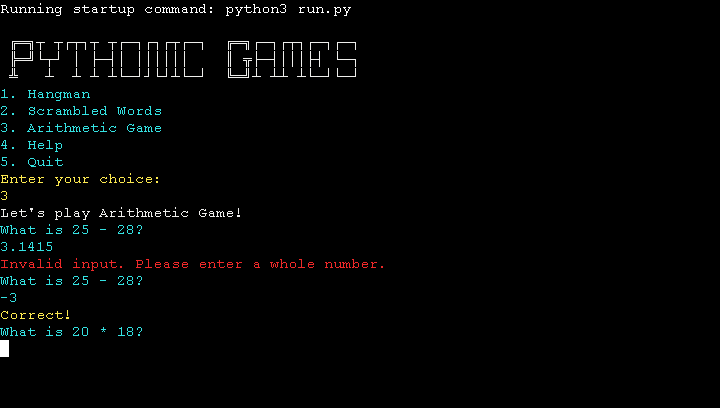 Running startup command: python3 run.py
PYTHONIC GAMES
1. Hangman
2. Scrambled Words
3. Arithmetic Game
4. Help
5. Quit
Enter your choice:
3
Let's play Arithmetic Game!
What is 25 - 28?
3.1415
Invalid input. Please enter a whole number.
What is 25 - 28?
-3
Correct!
What is 20 * 18?